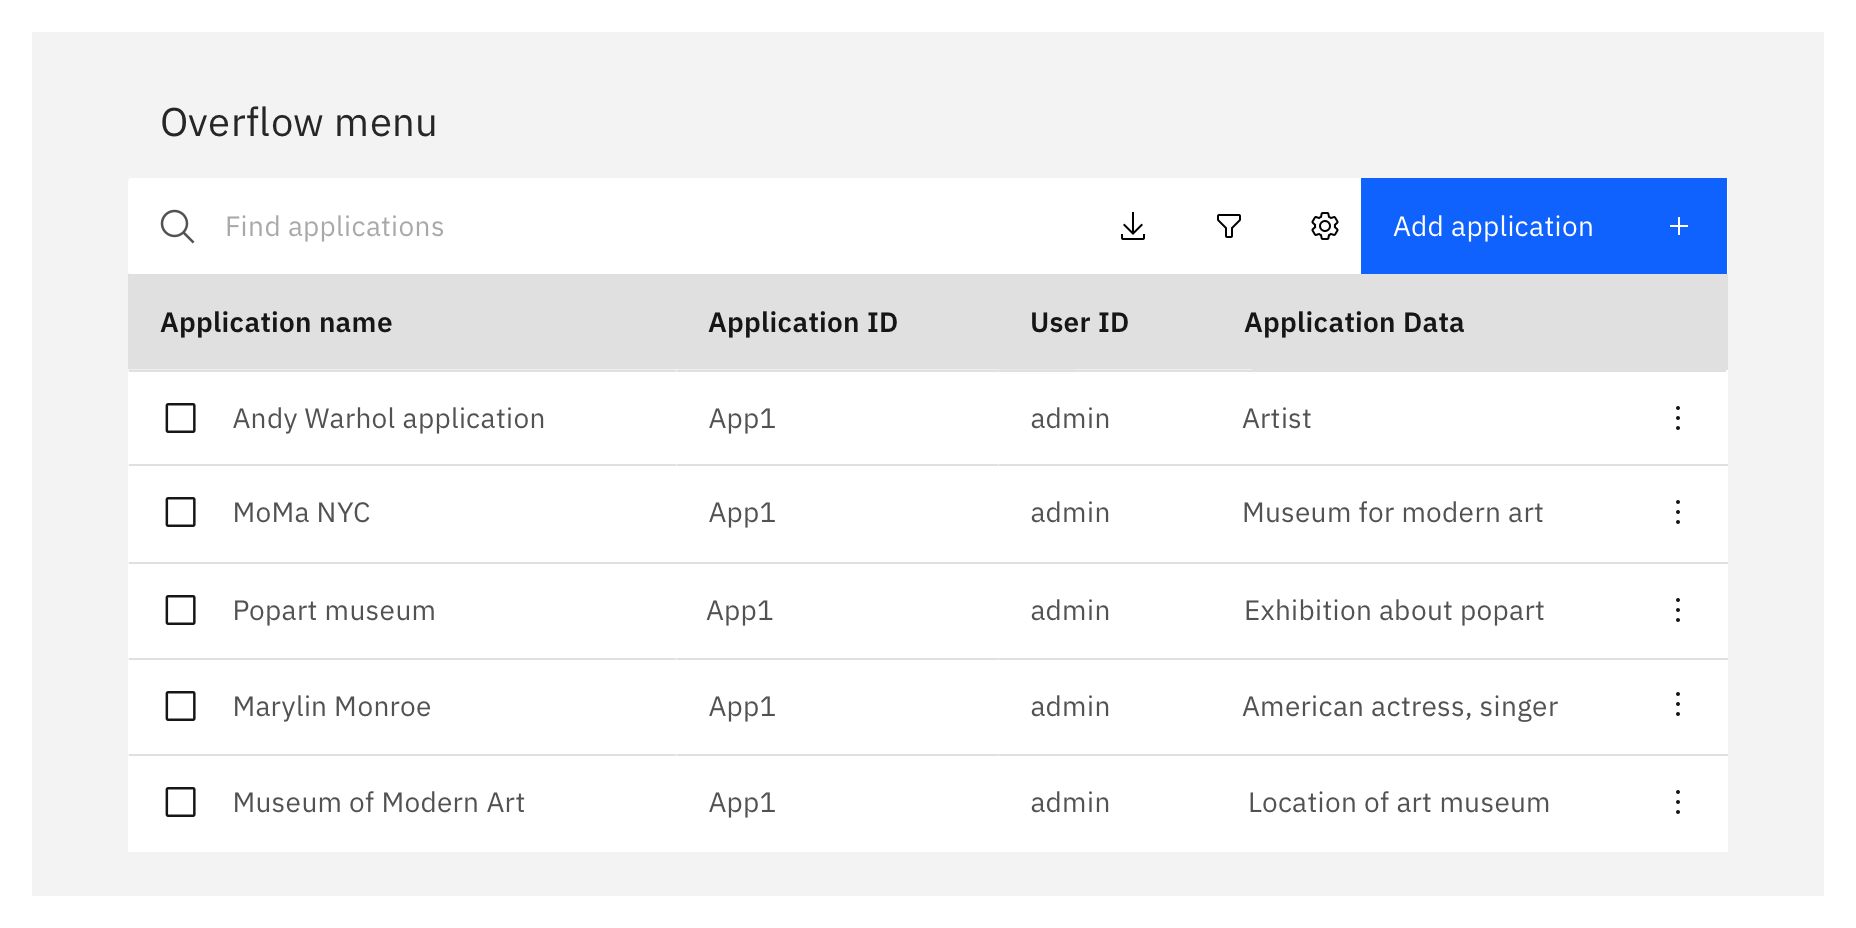 Overflow menu
Find applications
Add application +
Application name Application ID User ID Application Data
Andy Warhol application App1 admin Artist
MoMa NYC App1 admin Museum for modern art
Popart museum App1 admin Exhibition about popart
Marylin Monroe App1 admin American actress, singer
Museum of Modern Art App1 admin Location of art museum